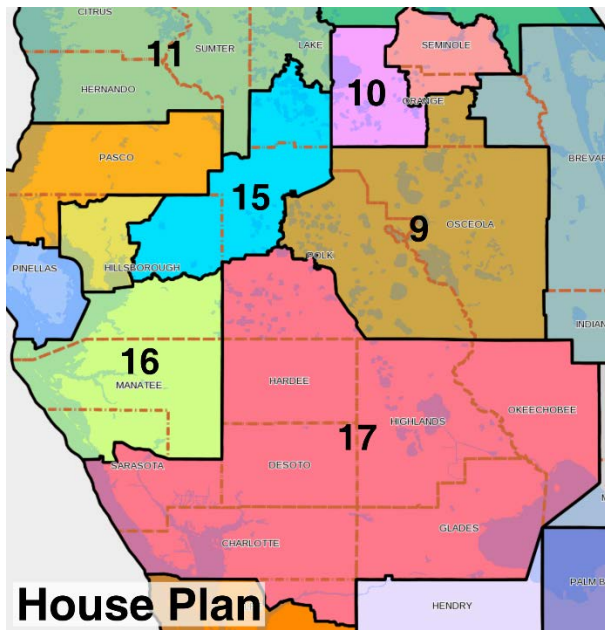 CITRUS
SUMTER
LAKE
SEMINOLE
11
HERNANDO
10
ORANGE
PASCO
BREVAR
15
9
OSCEOLA
PINELLAS
HILLSBOROUGH
POLK
INDIAN
16
MANATEE
HARDEE
HIGHLANDS
OKEECHOBEE
17
SARASOTA
DESOTO
M
GLADES
CHARLOTTE
PALM B
House Plan
HENDRY